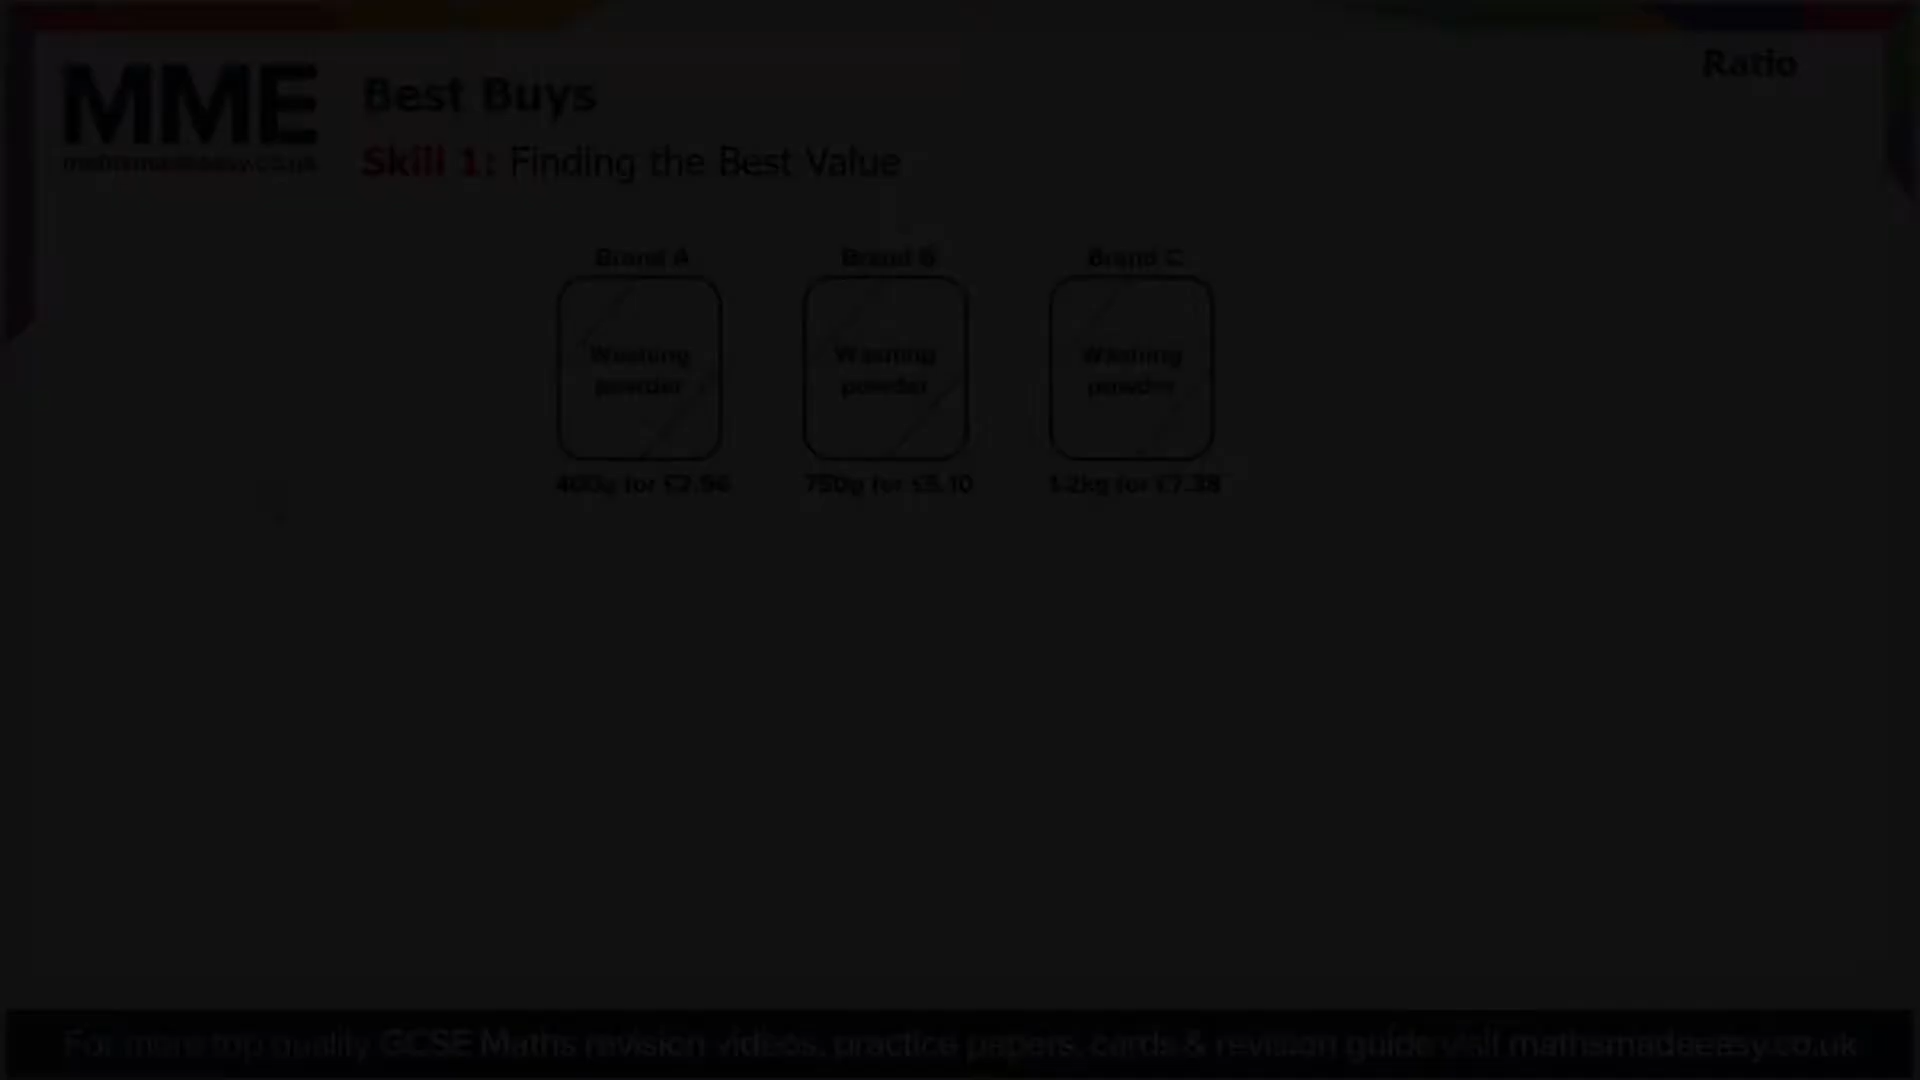 MME
mathsmadeeasy.co.uk
Best Buys
Skill 1: Finding the Best Value
Ratio
Brand A
Brand B
Brand C
Washing
powder
Washing
powder
Washing
powder
400g for £2.56
750g for £5.10
1.2kg for £7.38
For more top quality GCSE Maths revision videos, practice papers, cards & revision guide visit mathsmadeeasy.co.uk